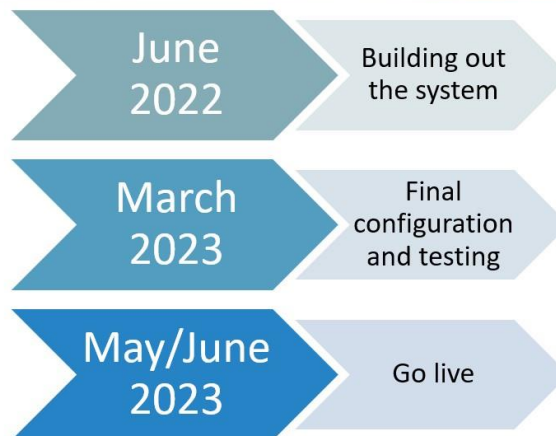 June
2022
Building out
the system
March
2023
Final
configuration
and testing
May/June
2023
Go live